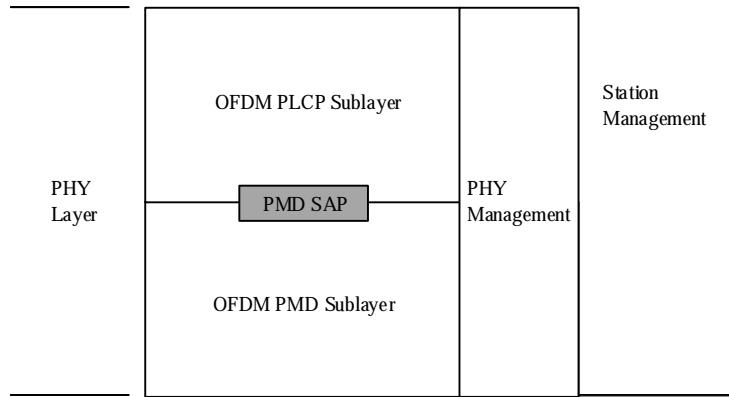 OFDM PLCP Sublayer
Station
Management
PHY
Layer
PMD SAP
PHY
Management
OFDM PMD Sublayer